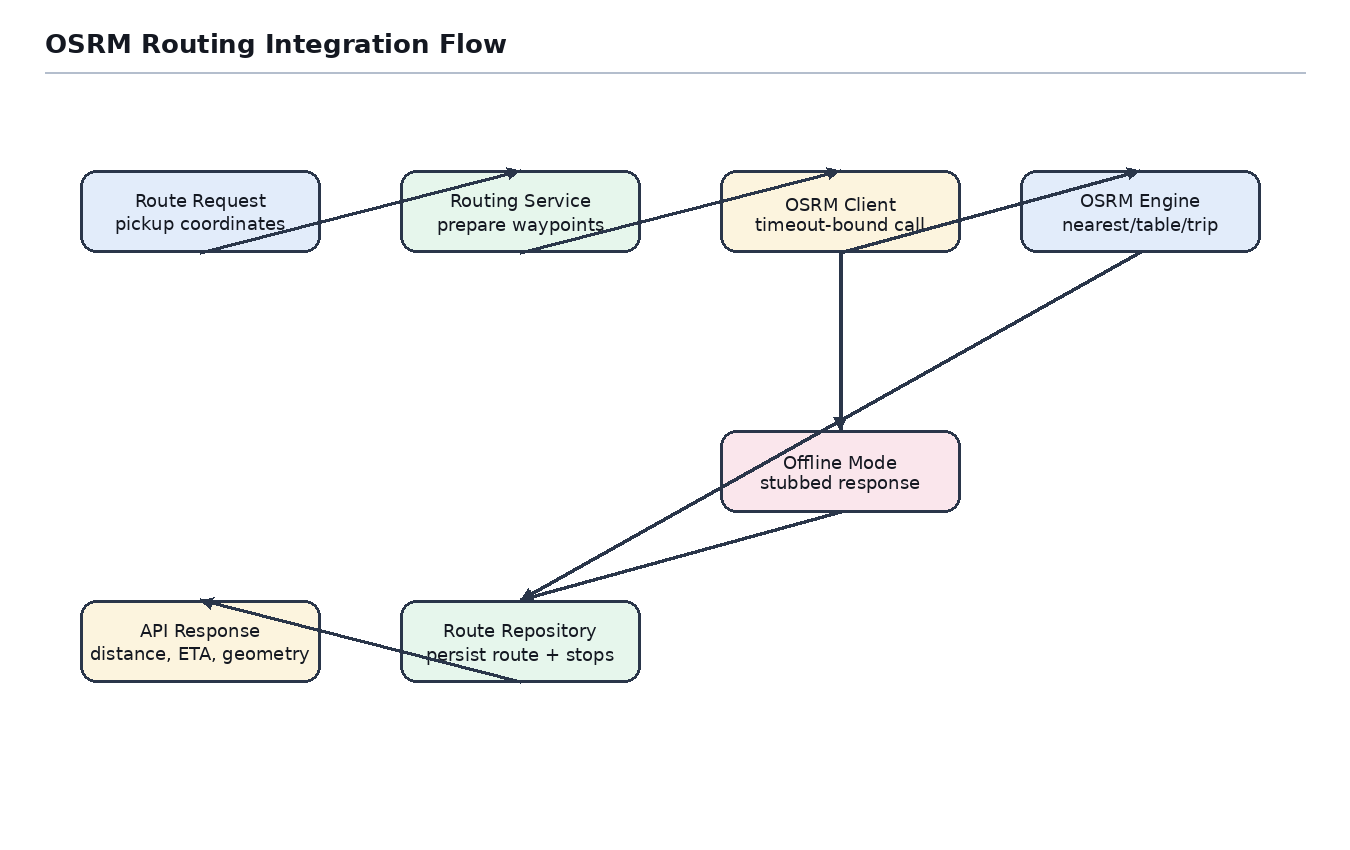 OSRM Routing Integration Flow
Route Request
pickup coordinates
Routing Service
prepare waypoints
OSRM Client
timeout-bound call
OSRM Engine
nearest/table/trip
Offline Mode
stubbed response
API Response
distance, ETA, geometry
Route Repository
persist route + stops